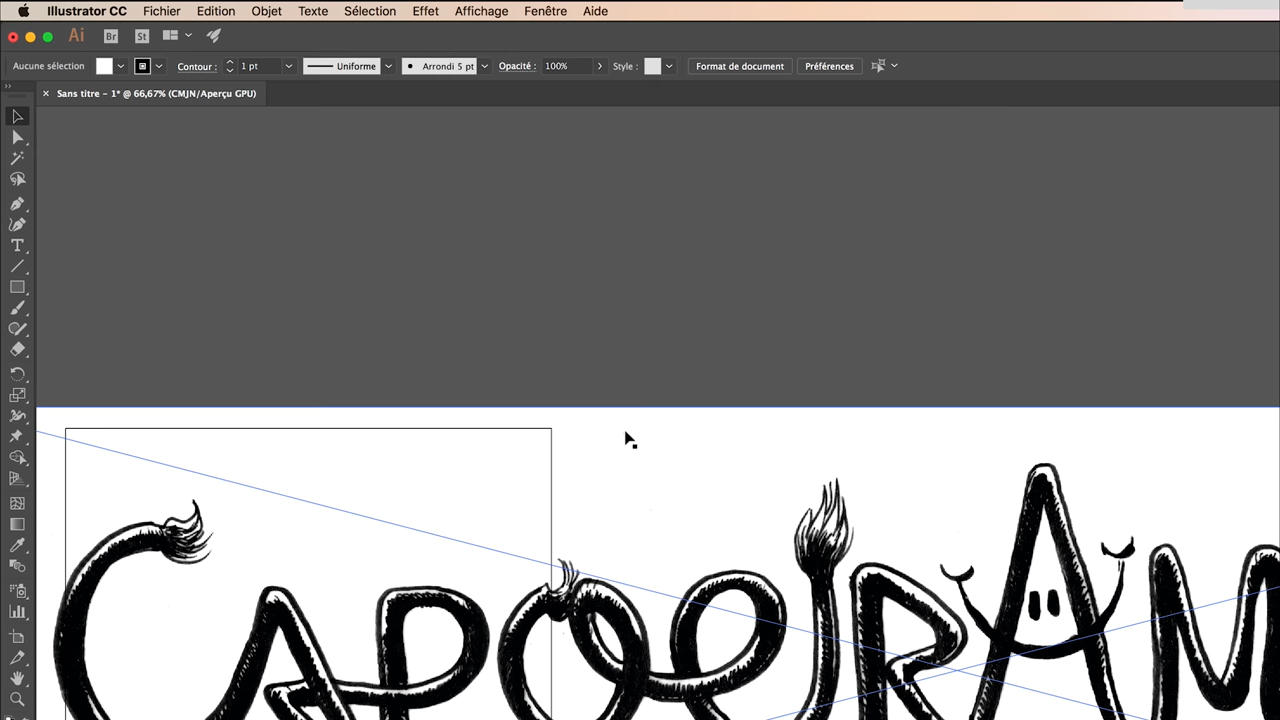 Illustrator CC Fichier Edition Objet Texte Sélection Effet Affichage Fenêtre Aide
Ai Br St
Aucune sélection Contour : 1 pt Uniforme Arrondi 5 pt Opacité : 100% Style : Format de document Préférences
Sans titre - 1* @ 66,67% (CMJN/Aperçu GPU)
CAPOEIRAM